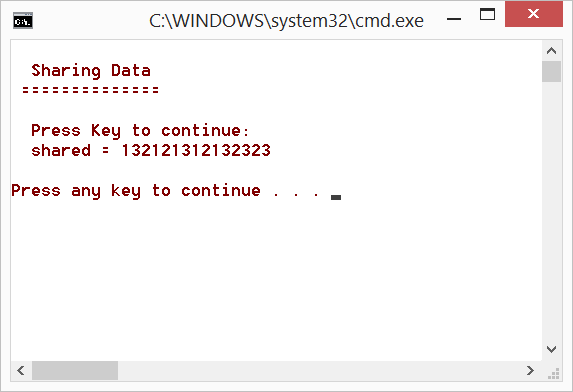 C:\WINDOWS\system32\cmd.exe
Sharing Data
==============
Press Key to continue:
shared = 132121312132323
Press any key to continue . . .